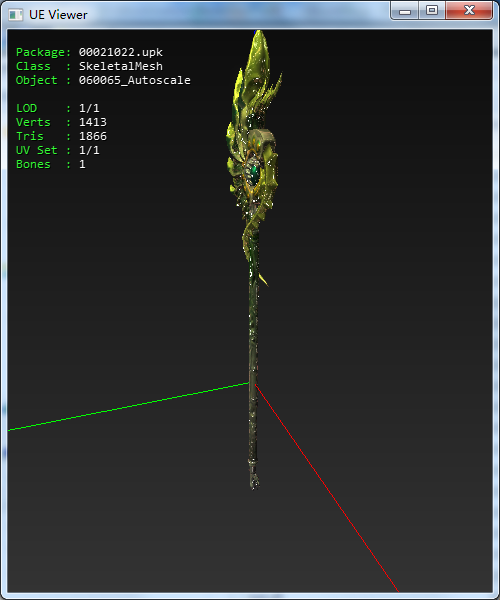 UE Viewer
Package: 00021022.upk
Class  : SkeletalMesh
Object : 060065_Autoscale
LOD    : 1/1
Verts  : 1413
Tris   : 1866
UV Set : 1/1
Bones  : 1